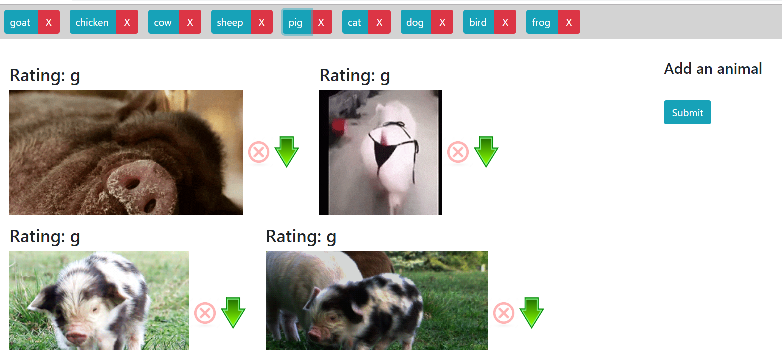 goat X chicken X cow X sheep X pig X cat X dog X bird X frog X
Rating: g
Rating: g
Add an animal
Submit
Rating: g
Rating: g